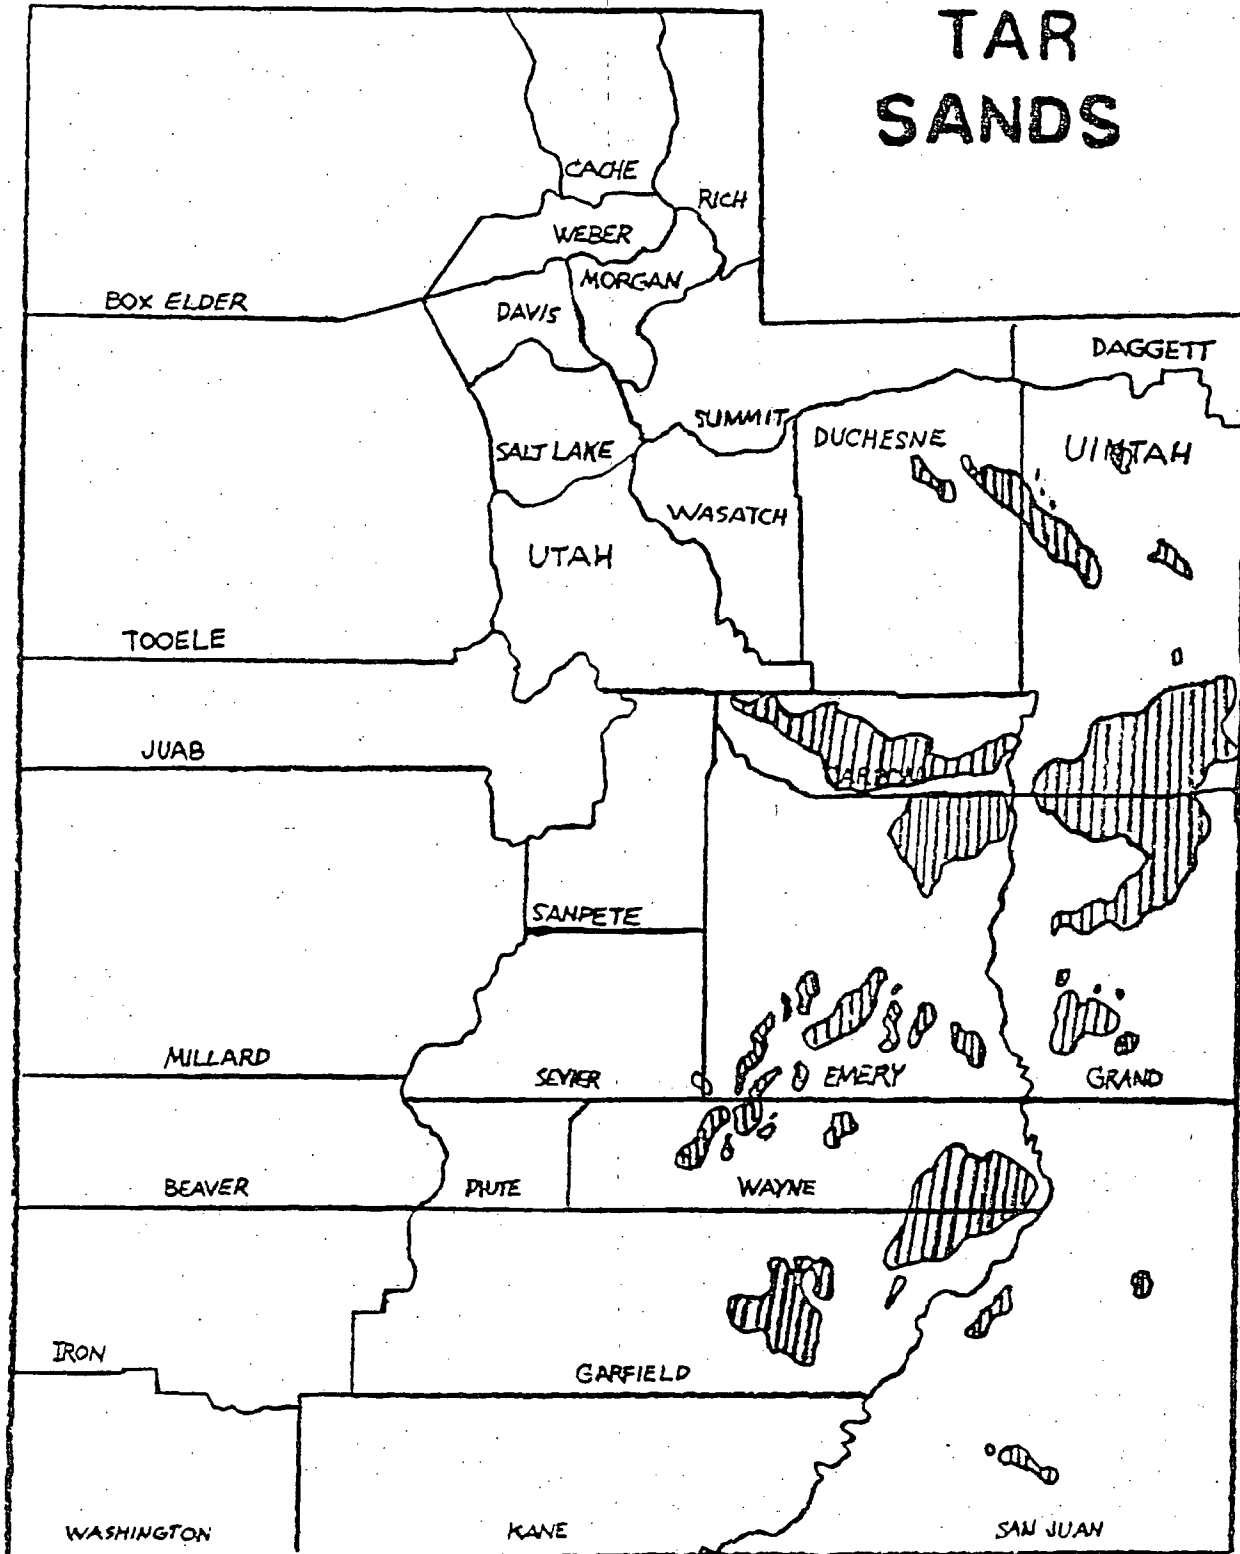 TAR
SANDS
CACHE
RICH
WEBER
MORGAN
BOX ELDER
DAVIS
DAGGETT
SUMMIT
DUCHESNE
UINTAH
SALT LAKE
WASATCH
UTAH
TOOELE
JUAB
CARBON
SANPETE
MILLARD
SEVIER
EMERY
GRAND
BEAVER
PIUTE
WAYNE
IRON
GARFIELD
WASHINGTON
KANE
SAN JUAN